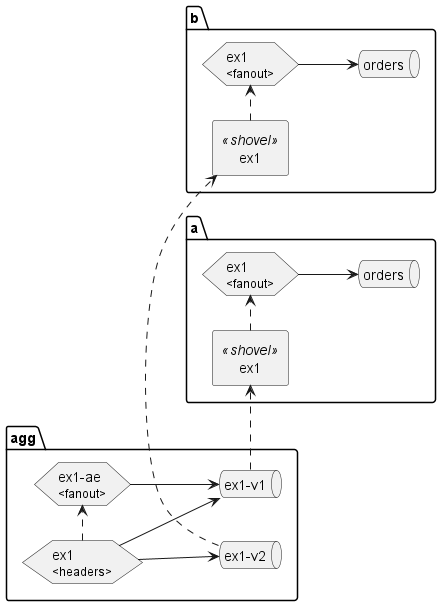 b
ex1
<fanout>
orders
«shovel»
ex1
a
ex1
<fanout>
orders
«shovel»
ex1
agg
ex1-ae
<fanout>
ex1-v1
ex1
<headers>
ex1-v2